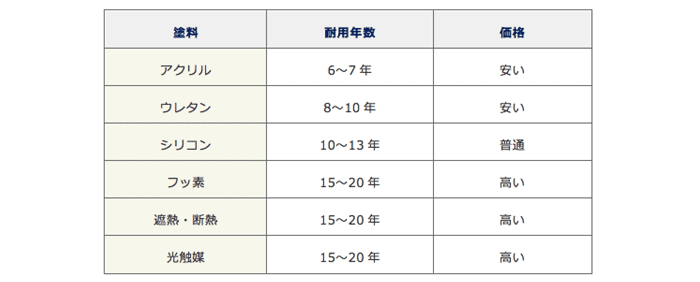 塗料 耐用年数 価格
アクリル 6～7 年 安い
ウレタン 8～10 年 安い
シリコン 10～13 年 普通
フッ素 15～20 年 高い
遮熱・断熱 15～20 年 高い
光触媒 15～20 年 高い